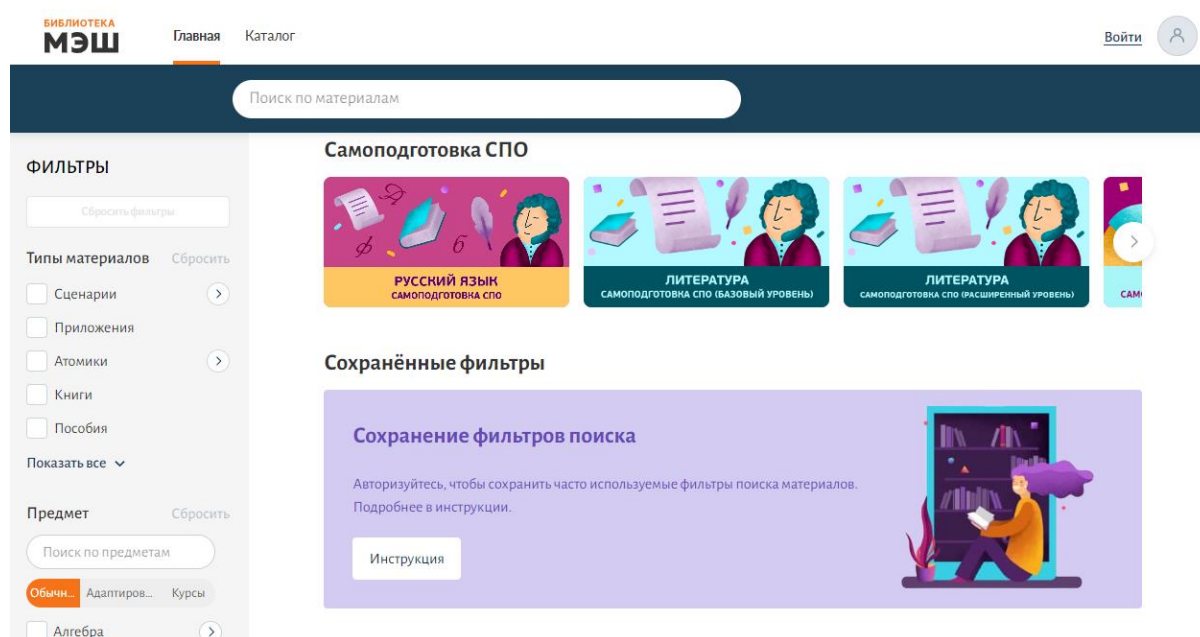 БИБЛИОТЕКА
МЭШ
Главная
Каталог
Войти
Поиск по материалам
ФИЛЬТРЫ
Сбросить фильтры
Типы материалов
Сбросить
Сценарии
Приложения
Атомики
Книги
Пособия
Показать все
Предмет
Сбросить
Поиск по предметам
Обычн...
Адаптиров...
Курсы
Алгебра
Самоподготовка СПО
РУССКИЙ ЯЗЫК
САМОПОДГОТОВКА СПО
ЛИТЕРАТУРА
САМОПОДГОТОВКА СПО (БАЗОВЫЙ УРОВЕНЬ)
ЛИТЕРАТУРА
САМОПОДГОТОВКА СПО (РАСШИРЕННЫЙ УРОВЕНЬ)
Сохранённые фильтры
Сохранение фильтров поиска
Авторизуйтесь, чтобы сохранить часто используемые фильтры поиска материалов.
Подробнее в инструкции.
Инструкция